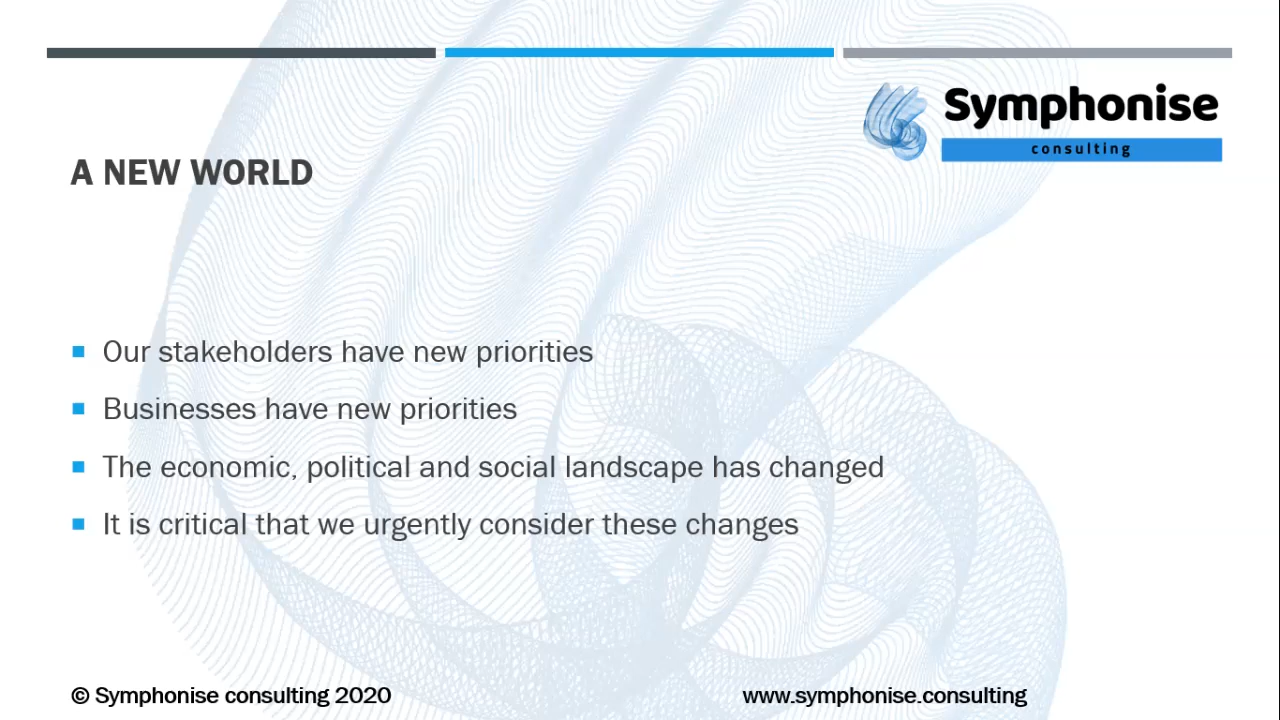 Symphonise
consulting
A NEW WORLD
Our stakeholders have new priorities
Businesses have new priorities
The economic, political and social landscape has changed
It is critical that we urgently consider these changes
© Symphonise consulting 2020
www.symphonise.consulting